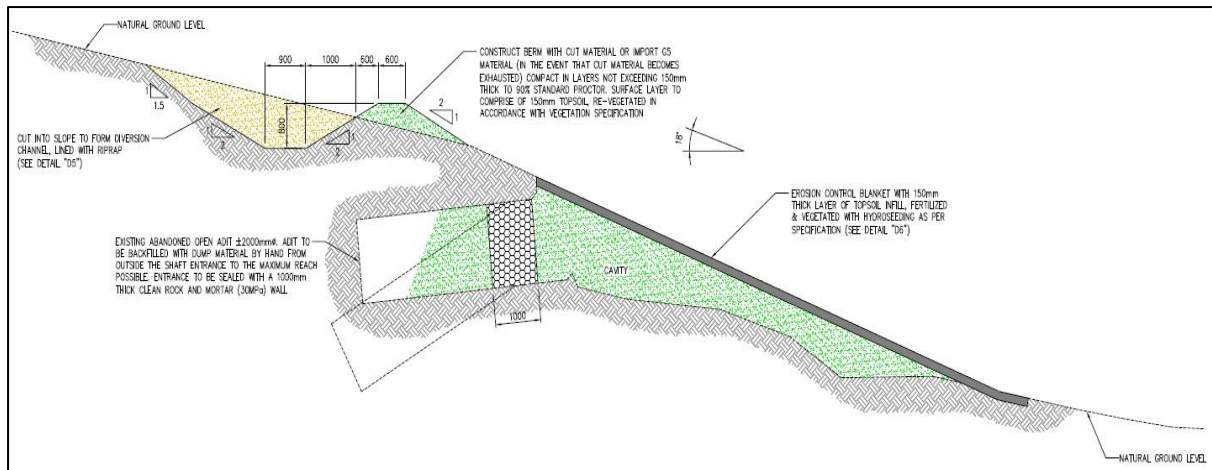 NATURAL GROUND LEVEL
900
1000
600
600
CONSTRUCT BERM WITH CUT MATERIAL OR IMPORT G5
MATERIAL (IN THE EVENT THAT CUT MATERIAL BECOMES
EXHAUSTED) COMPACT IN LAYERS NOT EXCEEDING 150mm
THICK TO 90% STANDARD PROCTOR. SURFACE LAYER TO
COMPRISE OF 150mm TOPSOIL, RE-VEGETATED IN
ACCORDANCE WITH VEGETATION SPECIFICATION
1
1.5
800
2
1
1
2
1
2
18°
CUT INTO SLOPE TO FORM DIVERSION
CHANNEL, LINED WITH RIPRAP
(SEE DETAIL "D5")
EROSION CONTROL BLANKET WITH 150mm
THICK LAYER OF TOPSOIL INFILL, FERTILIZED
& VEGETATED WITH HYDROSEEDING AS PER
SPECIFICATION (SEE DETAIL "D6")
EXISTING ABANDONED OPEN ADIT ±2000mmø. ADIT TO
BE BACKFILLED WITH DUMP MATERIAL BY HAND FROM
OUTSIDE THE SHAFT ENTRANCE TO THE MAXIMUM REACH
POSSIBLE. ENTRANCE TO BE SEALED WITH A 1000mm
THICK CLEAN ROCK AND MORTAR (30MPa) WALL
CAVITY
1000
NATURAL GROUND LEVEL